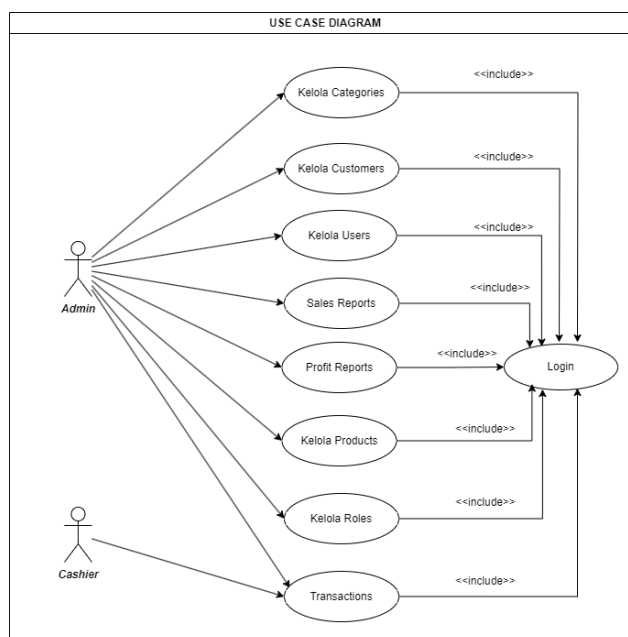 USE CASE DIAGRAM
<<include>>
Kelola Categories
<<include>>
Kelola Customers
<<include>>
Kelola Users
<<include>>
Sales Reports
Admin
<<include>>
Profit Reports
Login
<<include>>
Kelola Products
<<include>>
Kelola Roles
Cashier
<<include>>
Transactions